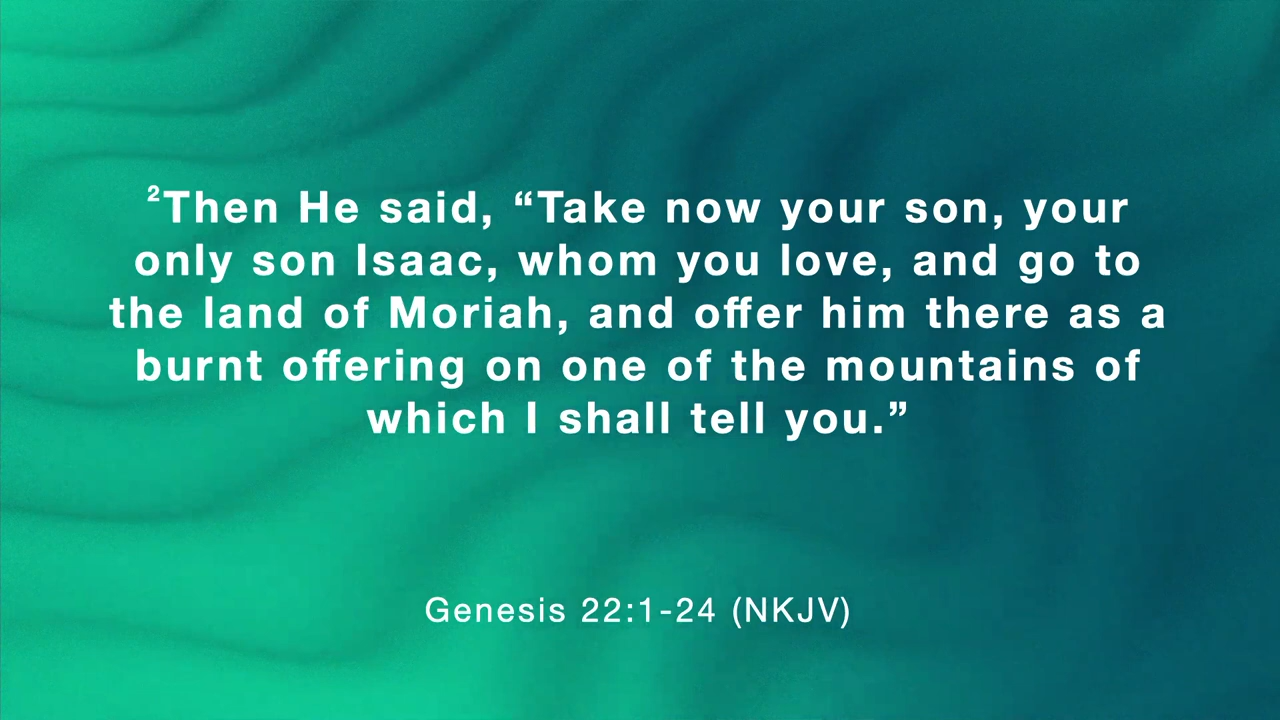 ²Then He said, “Take now your son, your
only son Isaac, whom you love, and go to
the land of Moriah, and offer him there as a
burnt offering on one of the mountains of
which I shall tell you.”
Genesis 22:1-24 (NKJV)